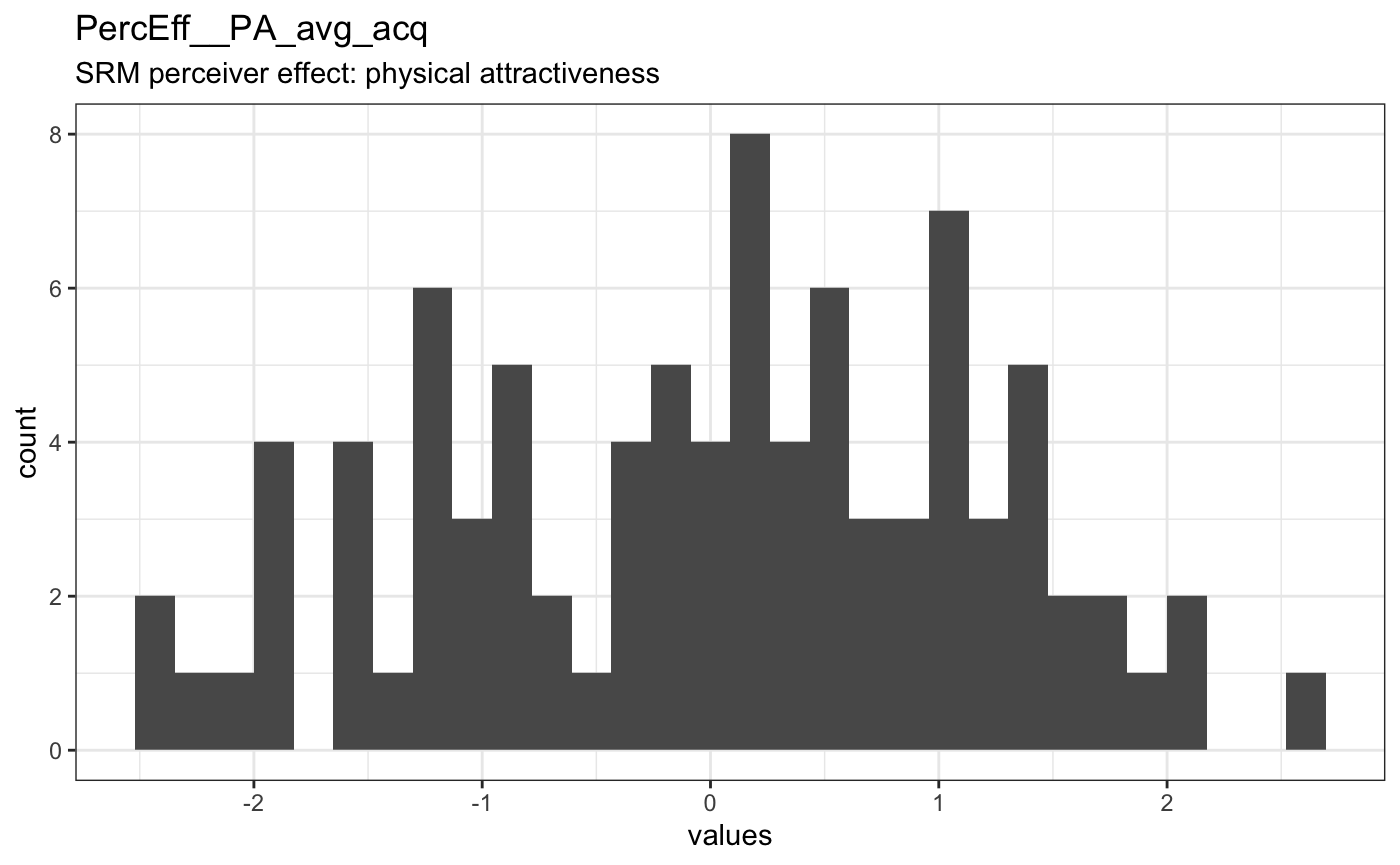 PercEff__PA_avg_acq
SRM perceiver effect: physical attractiveness
8
6
4
2
0
count
-2 -1 0 1 2
values